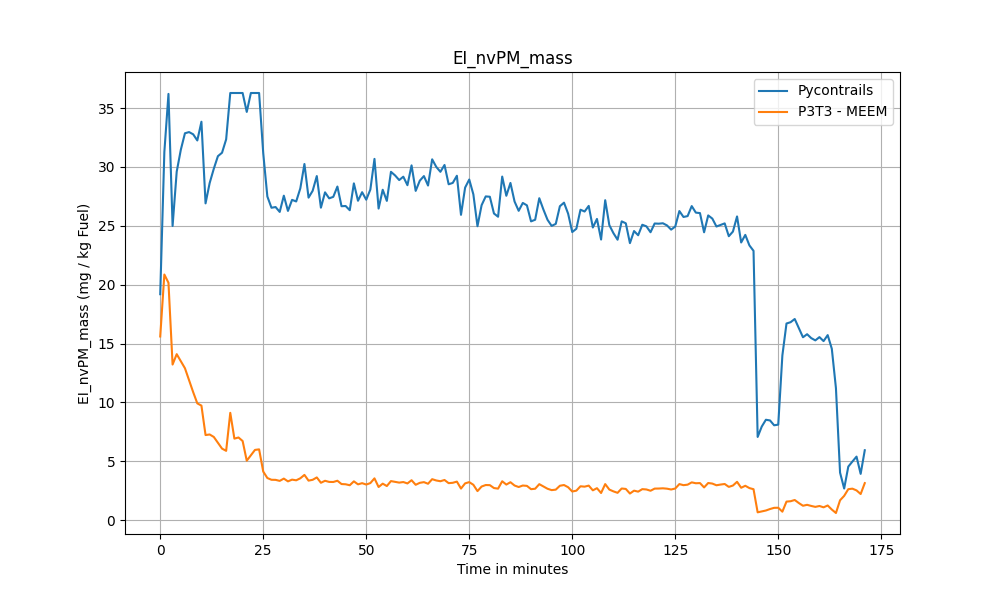 EI_nvPM_mass
Pycontrails
P3T3 - MEEM
EI_nvPM_mass (mg / kg Fuel)
35
30
25
20
15
10
5
0
0 25 50 75 100 125 150 175
Time in minutes